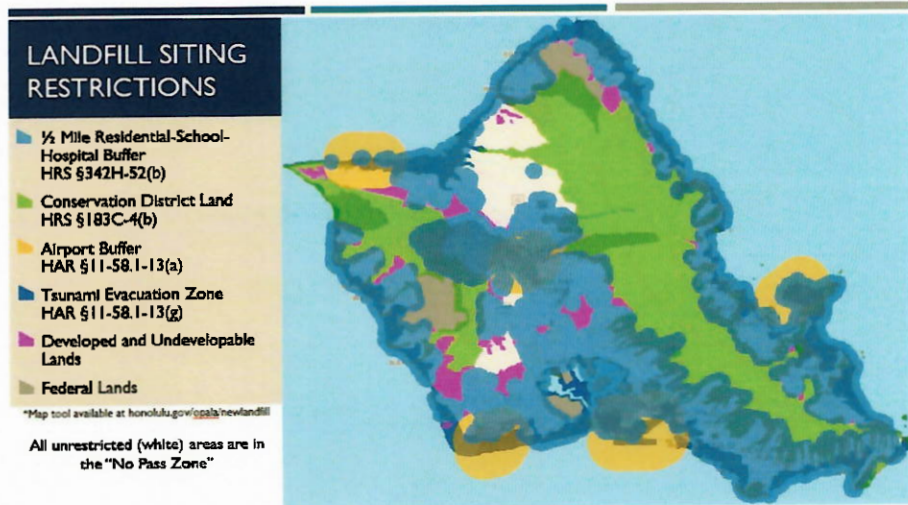 LANDFILL SITING
RESTRICTIONS
½ Mile Residential-School-
Hospital Buffer
HRS §342H-52(b)
Conservation District Land
HRS §183C-4(b)
Airport Buffer
HAR §11-58.1-13(a)
Tsunami Evacuation Zone
HAR §11-58.1-13(g)
Developed and Undevelopable
Lands
Federal Lands
*Map tool available at honolulu.gov/opala/newlandfill
All unrestricted (white) areas are in
the "No Pass Zone"